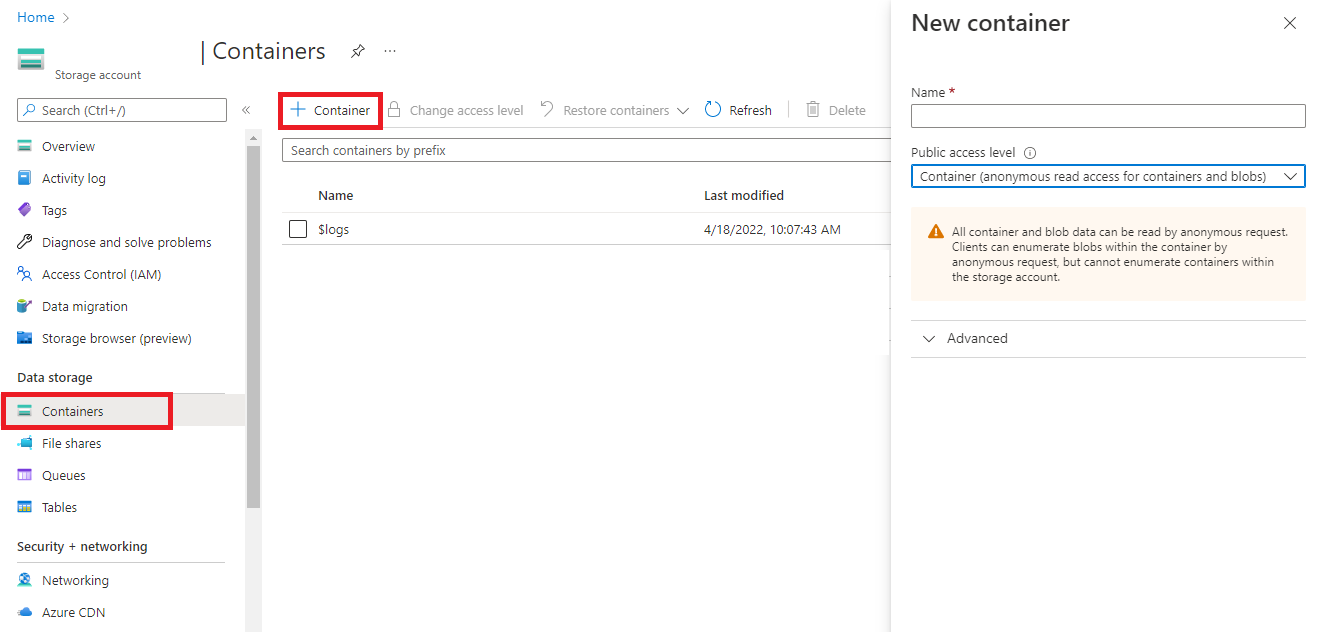 Home
Storage account
| Containers
...
Search (Ctrl+/)
«
Overview
Activity log
Tags
Diagnose and solve problems
Access Control (IAM)
Data migration
Storage browser (preview)
Data storage
Containers
File shares
Queues
Tables
Security + networking
Networking
Azure CDN
Container
Change access level
Restore containers
Refresh
Delete
Search containers by prefix
Name
Last modified
$logs
4/18/2022, 10:07:43 AM
New container
Name *
Public access level
Container (anonymous read access for containers and blobs)
All container and blob data can be read by anonymous request.
Clients can enumerate blobs within the container by
anonymous request, but cannot enumerate containers within
the storage account.
Advanced